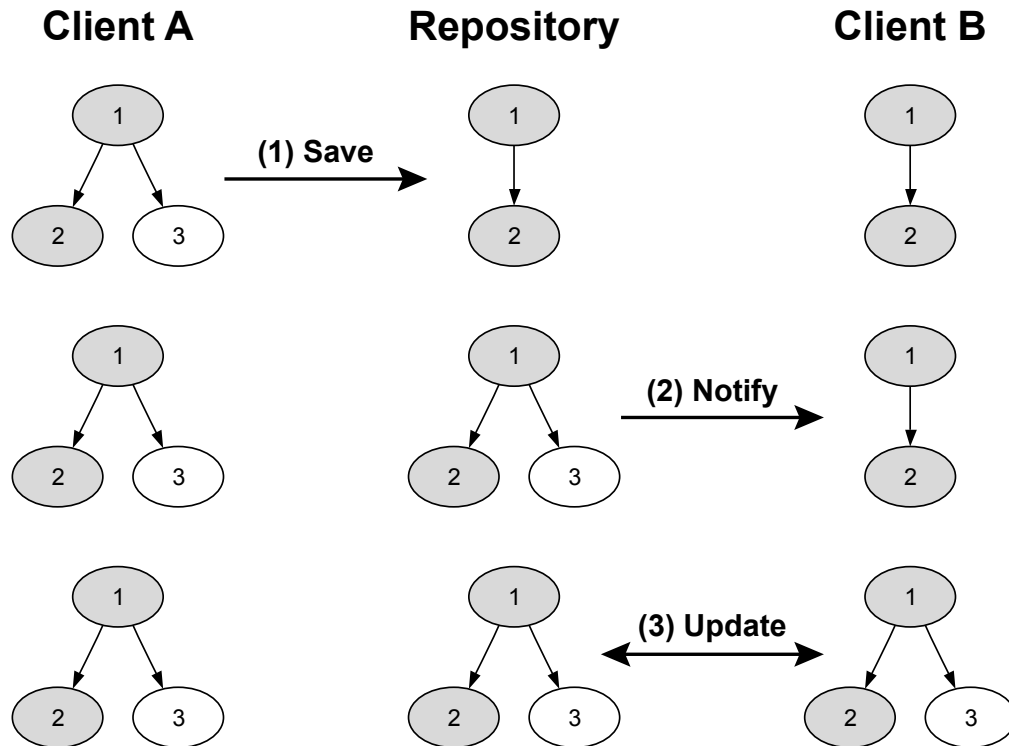 Client A Repository Client B
1 1 1
(1) Save
2 3 2 2
1 1 1
(2) Notify
2 3 2 3 2
1 1 1
(3) Update
2 3 2 3 2 3